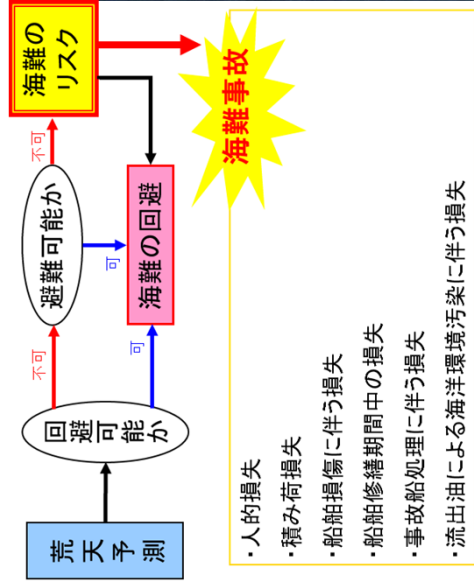 荒天予測
回避可能か
不可
可
避難可能か
不可
可
海難の
リスク
海難の回避
海難事故
・人的損失
・積み荷損失
・船舶損傷に伴う損失
・船舶修繕期間中の損失
・事故船処理に伴う損失
・流出油による海洋環境汚染に伴う損失